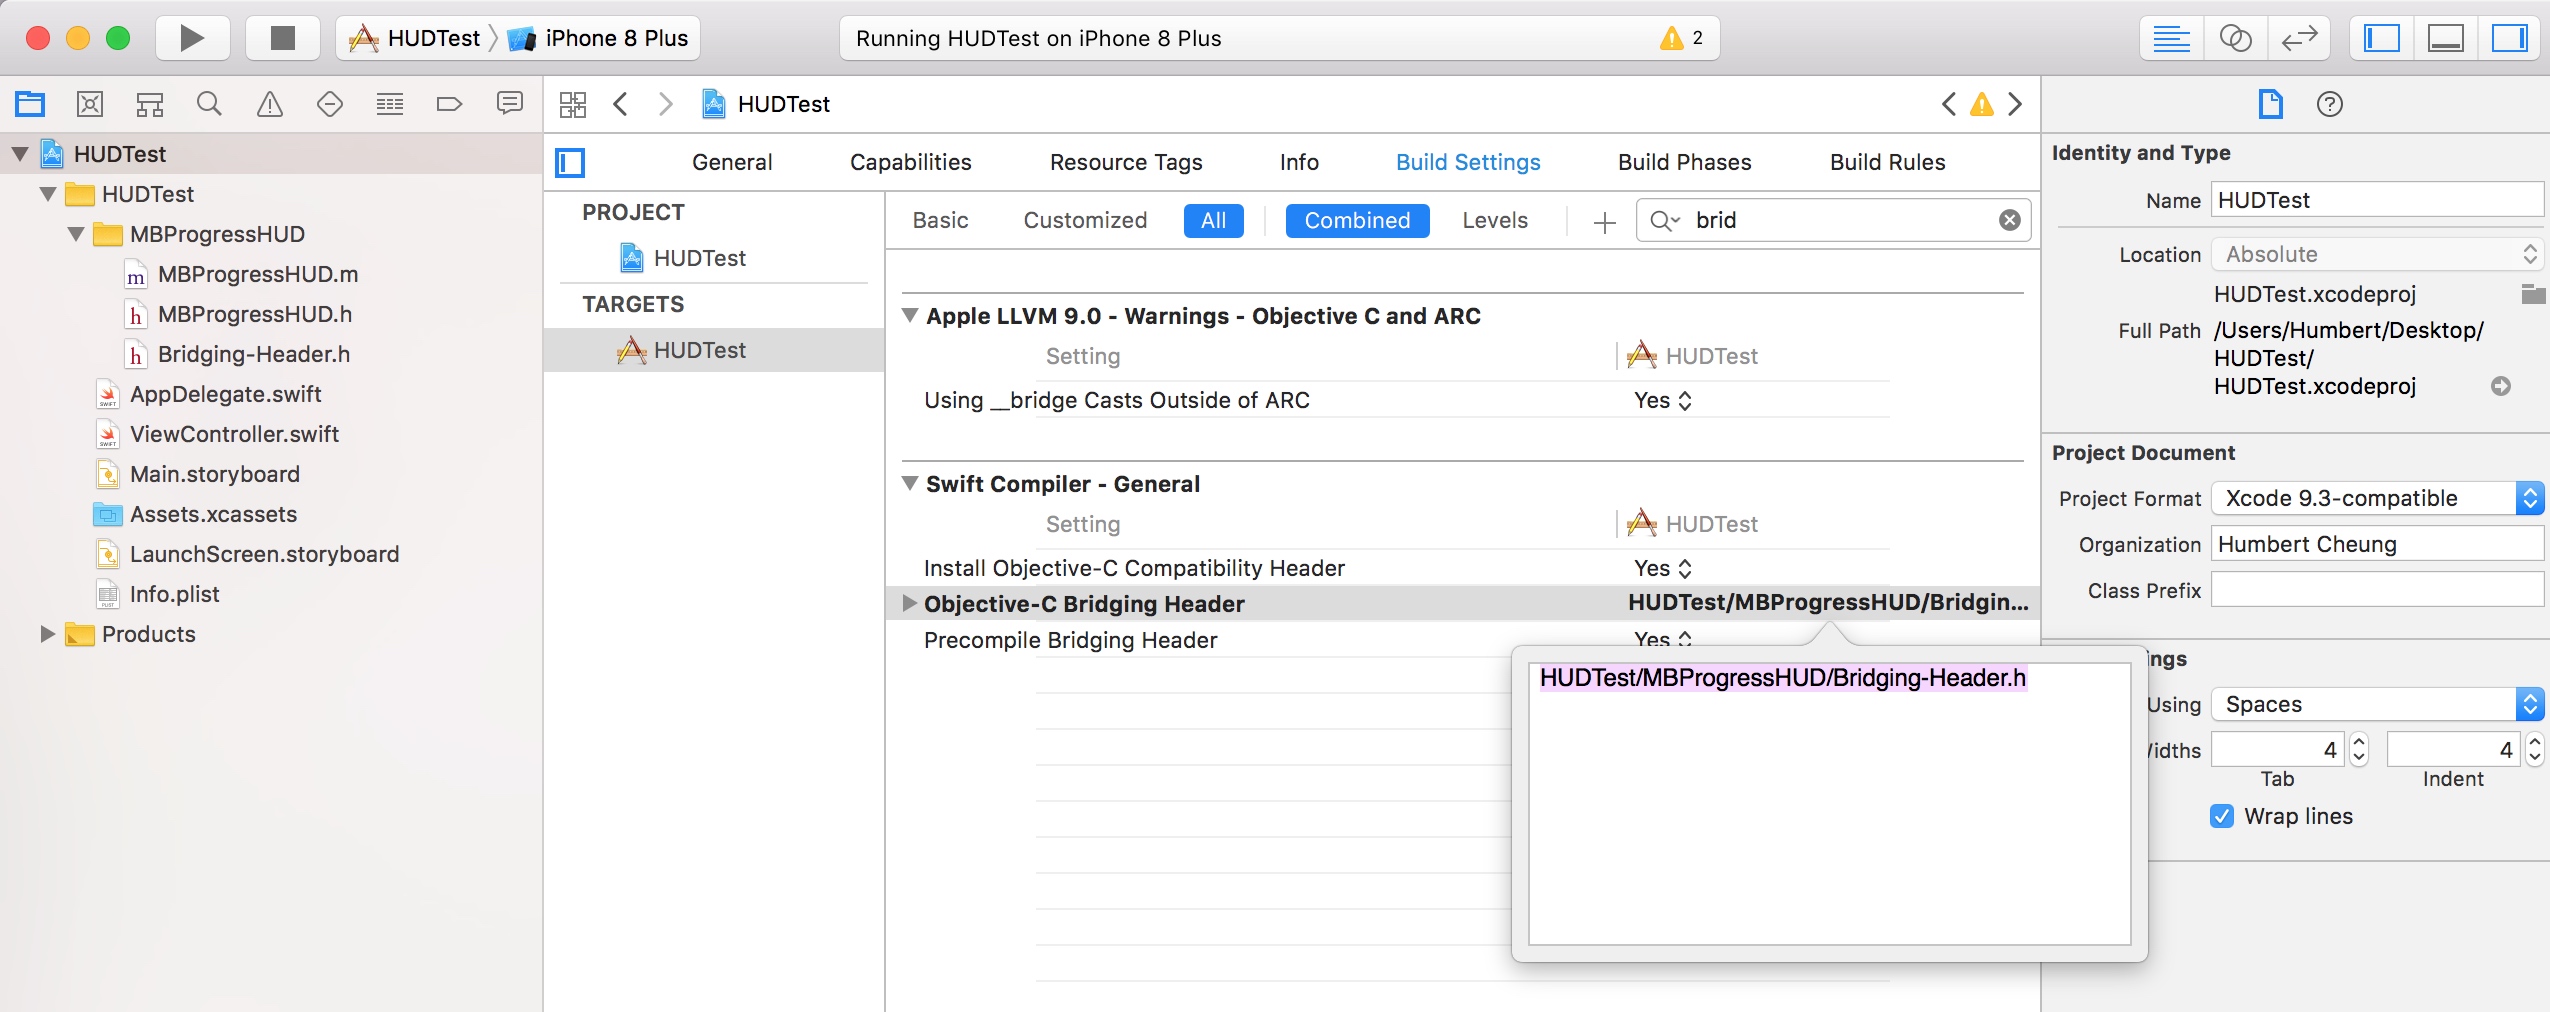 HUDTest
iPhone 8 Plus
Running HUDTest on iPhone 8 Plus
2
HUDTest
HUDTest
HUDTest
MBProgressHUD
MBProgressHUD.m
MBProgressHUD.h
Bridging-Header.h
AppDelegate.swift
ViewController.swift
Main.storyboard
Assets.xcassets
LaunchScreen.storyboard
Info.plist
Products
General
Capabilities
Resource Tags
Info
Build Settings
Build Phases
Build Rules
PROJECT
HUDTest
TARGETS
HUDTest
Basic
Customized
All
Combined
Levels
brid
Apple LLVM 9.0 - Warnings - Objective C and ARC
Setting
HUDTest
Using __bridge Casts Outside of ARC
Yes
Swift Compiler - General
Setting
HUDTest
Install Objective-C Compatibility Header
Yes
Objective-C Bridging Header
HUDTest/MBProgressHUD/Bridgin...
Precompile Bridging Header
Yes
HUDTest/MBProgressHUD/Bridging-Header.h
Identity and Type
Name
HUDTest
Location
Absolute
HUDTest.xcodeproj
Full Path
/Users/Humbert/Desktop/
HUDTest/
HUDTest.xcodeproj
Project Document
Project Format
Xcode 9.3-compatible
Organization
Humbert Cheung
Class Prefix
ngs
Using
Spaces
idths
4
4
Tab
Indent
Wrap lines